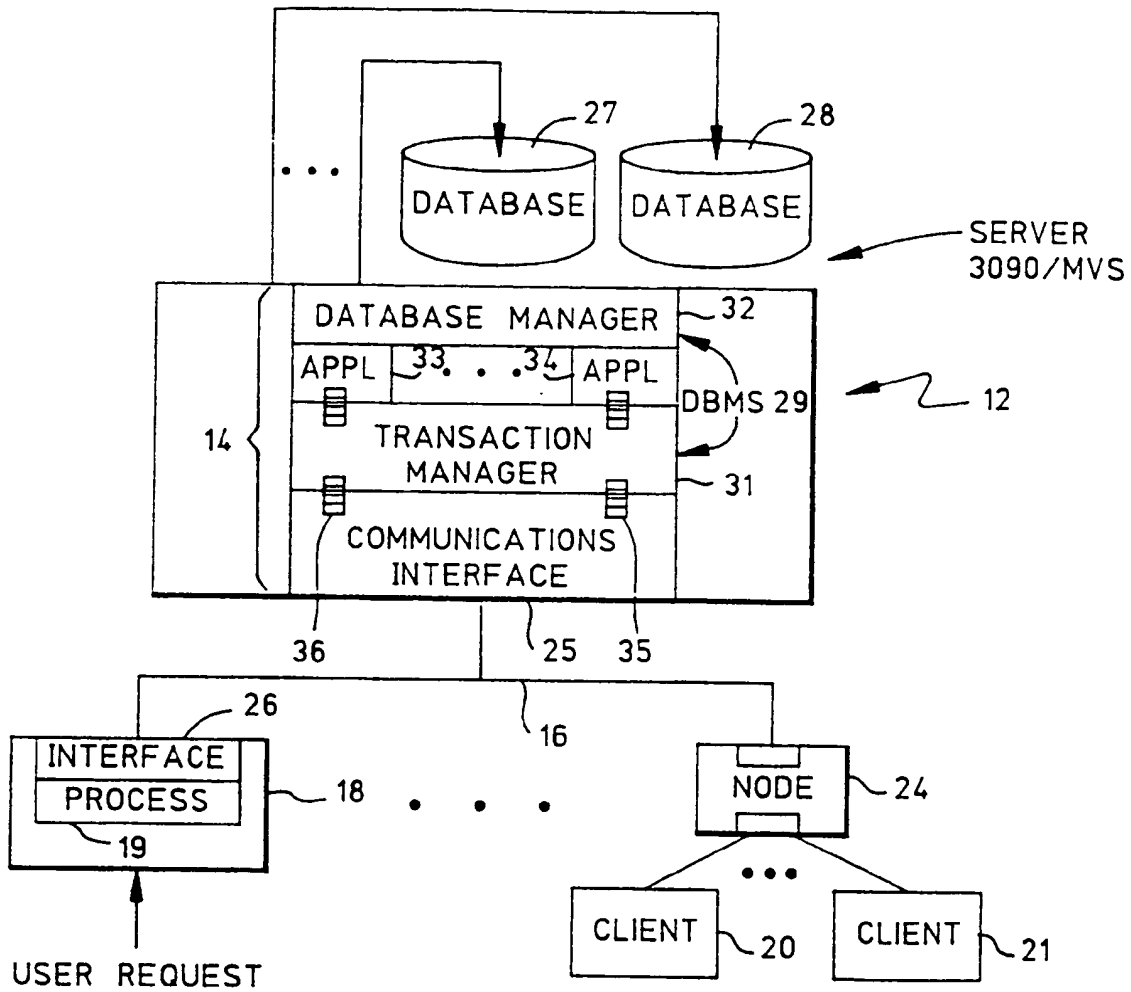 27
28
DATABASE
DATABASE
SERVER
3090/MVS
DATABASE MANAGER
32
APPL
33
34
APPL
DBMS 29
12
14
TRANSACTION
MANAGER
31
COMMUNICATIONS
INTERFACE
36
25
35
26
16
INTERFACE
PROCESS
18
19
NODE
24
CLIENT
20
CLIENT
21
USER REQUEST